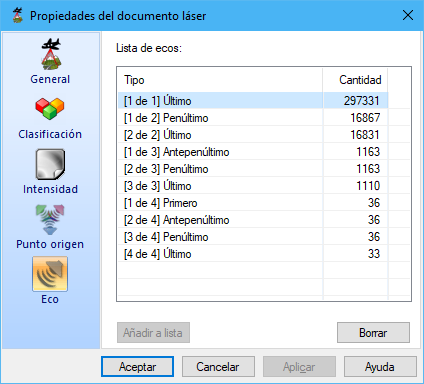 Propiedades del documento láser
General
Clasificación
Intensidad
Punto origen
Eco
Lista de ecos:
Tipo Cantidad
[1 de 1] Último 297331
[1 de 2] Penúltimo 16867
[2 de 2] Último 16831
[1 de 3] Antepenúltimo 1163
[2 de 3] Penúltimo 1163
[3 de 3] Último 1110
[1 de 4] Primero 36
[2 de 4] Antepenúltimo 36
[3 de 4] Penúltimo 36
[4 de 4] Último 33
Añadir a lista Borrar
Aceptar Cancelar Aplicar Ayuda